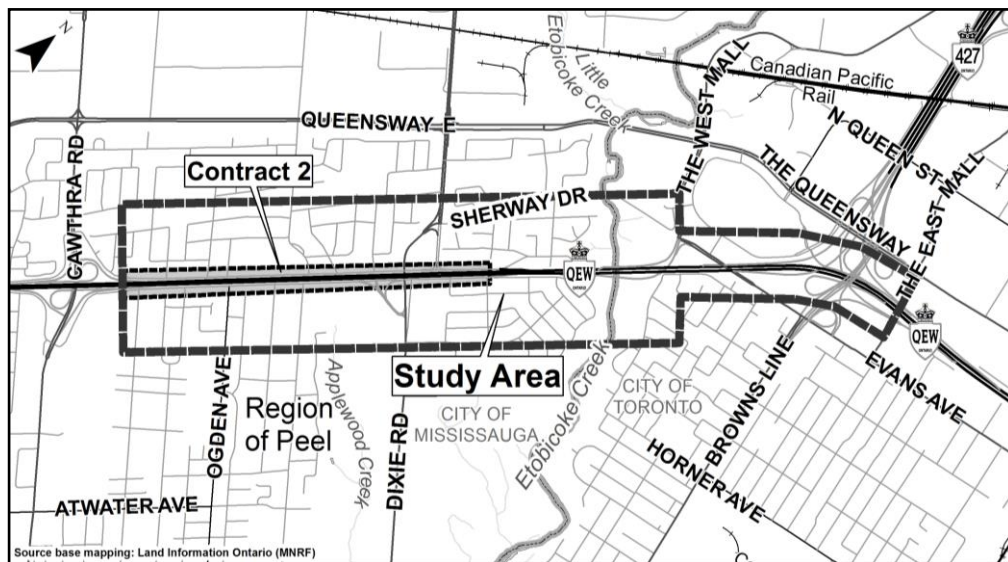 N
427
ONTARIO
Canadian Pacific
Rail
Little
Etobicoke Creek
THE WEST MALL
N QUEEN ST
QUEENSWAY E
CAWTHRA RD
Contract 2
THE QUEENSWAY
THE EAST MALL
SHERWAY DR
QEW
ONTARIO
QEW
ONTARIO
Study Area
EVANS AVE
BROWNS LINE
OGDEN AVE
Applewood Creek
Region
of Peel
DIXIE RD
CITY OF
MISSISSAUGA
Etobicoke Creek
CITY OF
TORONTO
HORNER AVE
ATWATER AVE
Source base mapping: Land Information Ontario (MNRF)